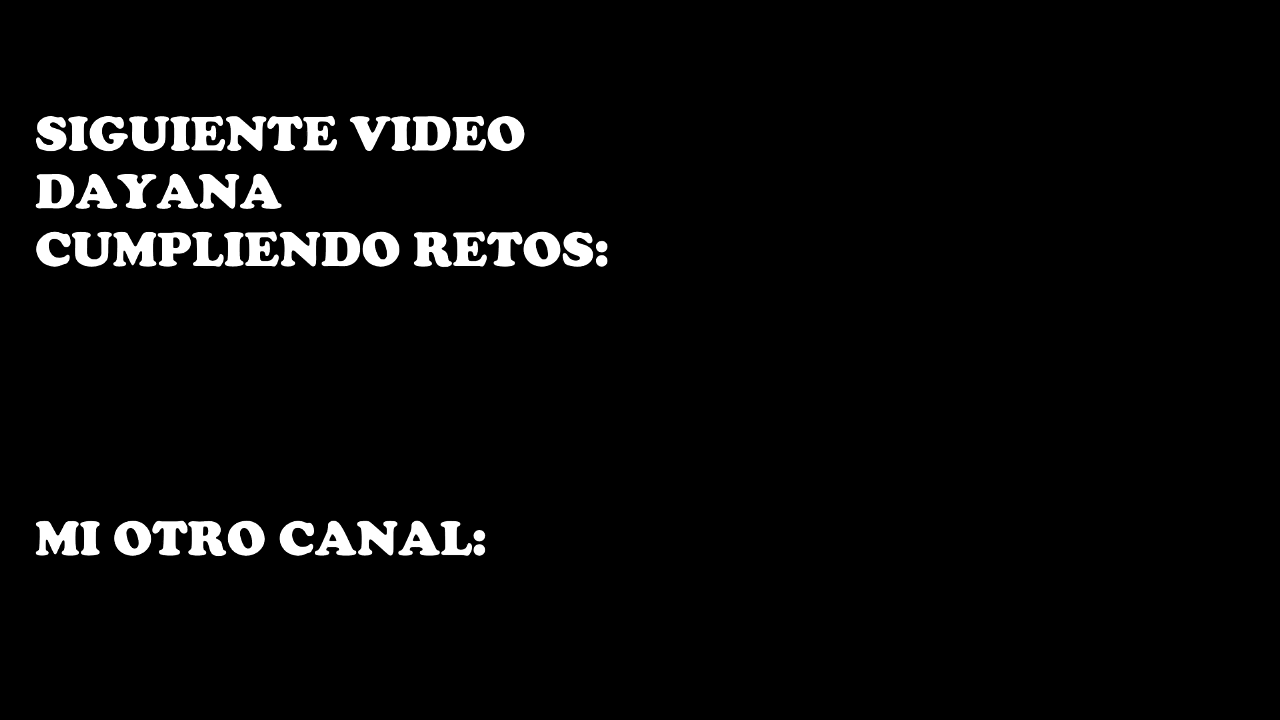 SIGUIENTE VIDEO
DAYANA
CUMPLIENDO RETOS:
MI OTRO CANAL: